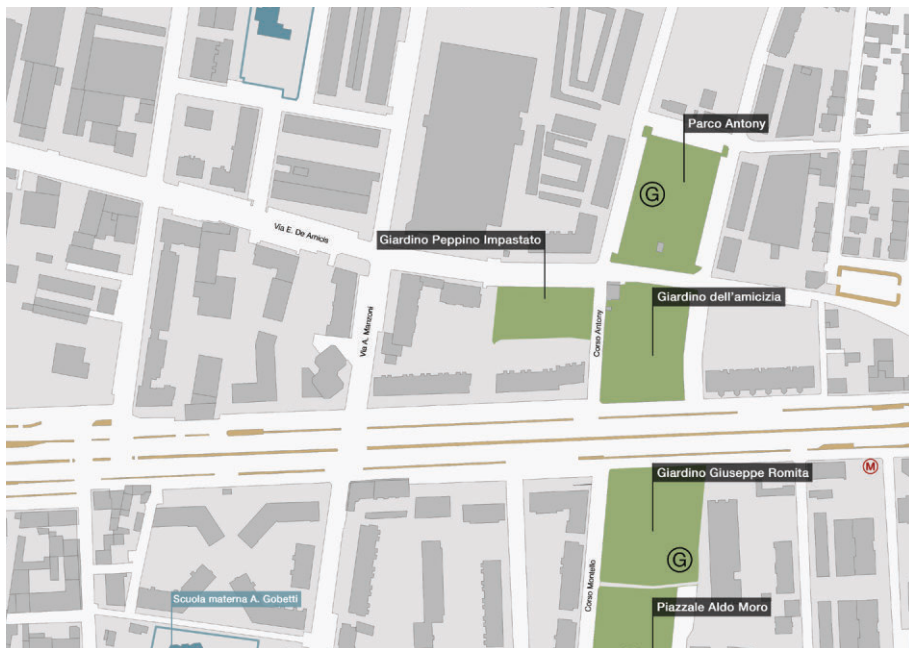 Parco Antony
G
Via E. De Amicis
Giardino Peppino Impastato
Giardino dell'amicizia
Via A. Manzoni
Corso Antony
M
Giardino Giuseppe Romita
G
Corso Montello
Scuola materna A. Gobetti
Piazzale Aldo Moro